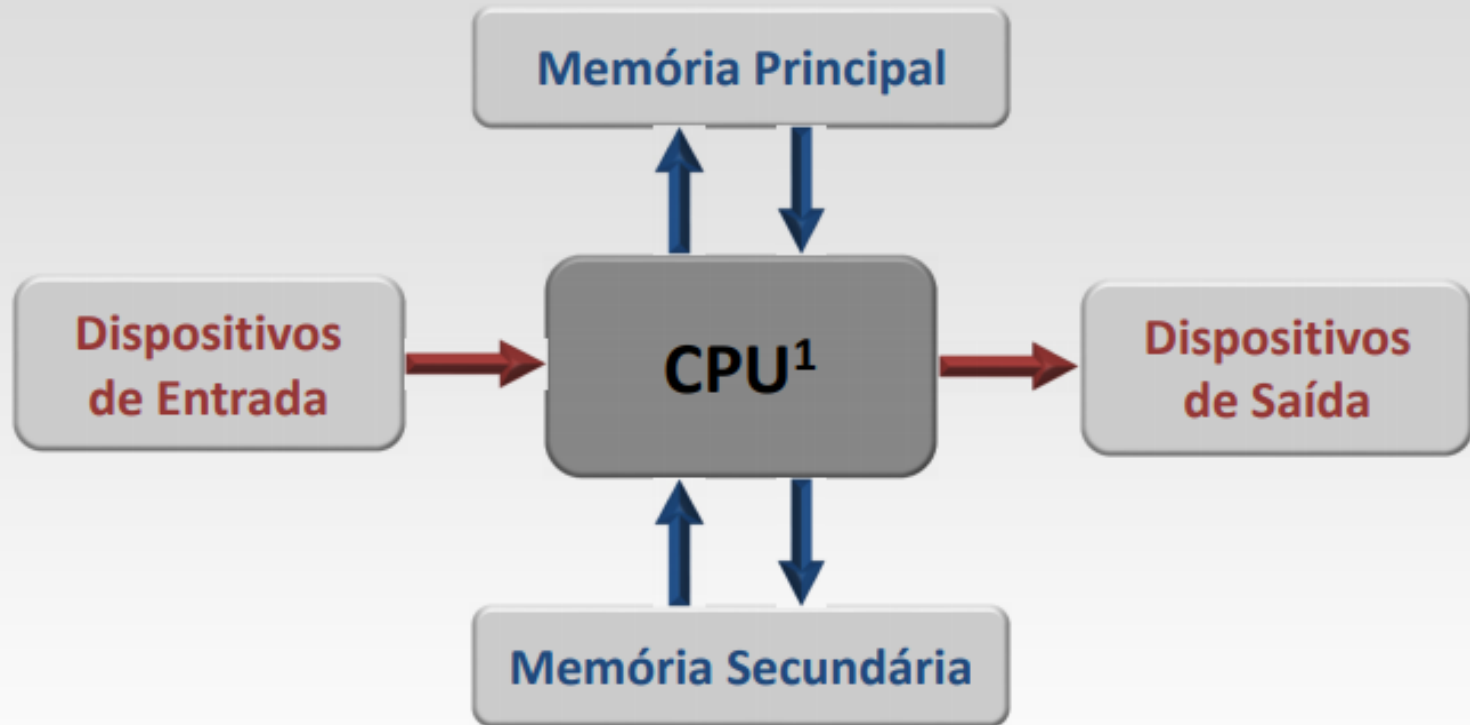 Memória Principal
Dispositivos
de Entrada
CPU¹
Dispositivos
de Saída
Memória Secundária